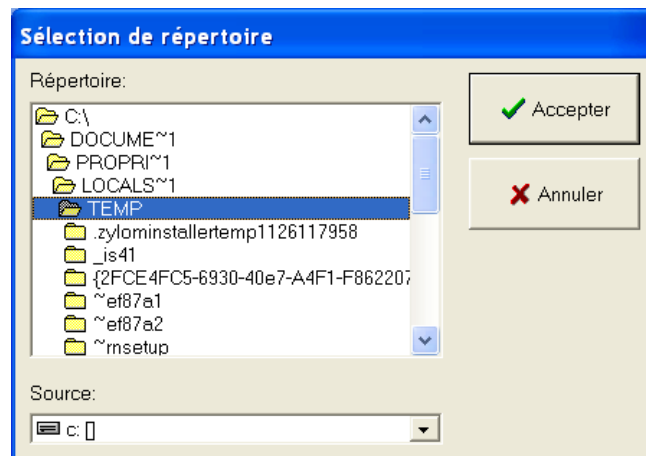 Sélection de répertoire
Répertoire:
C:\
DOCUME~1
PROPRI~1
LOCALS~1
TEMP
.zylominstallertemp1126117958
_is41
{2FCE4FC5-6930-40e7-A4F1-F862207
~ef87a1
~ef87a2
~rnsetup
Accepter
Annuler
Source:
c: []